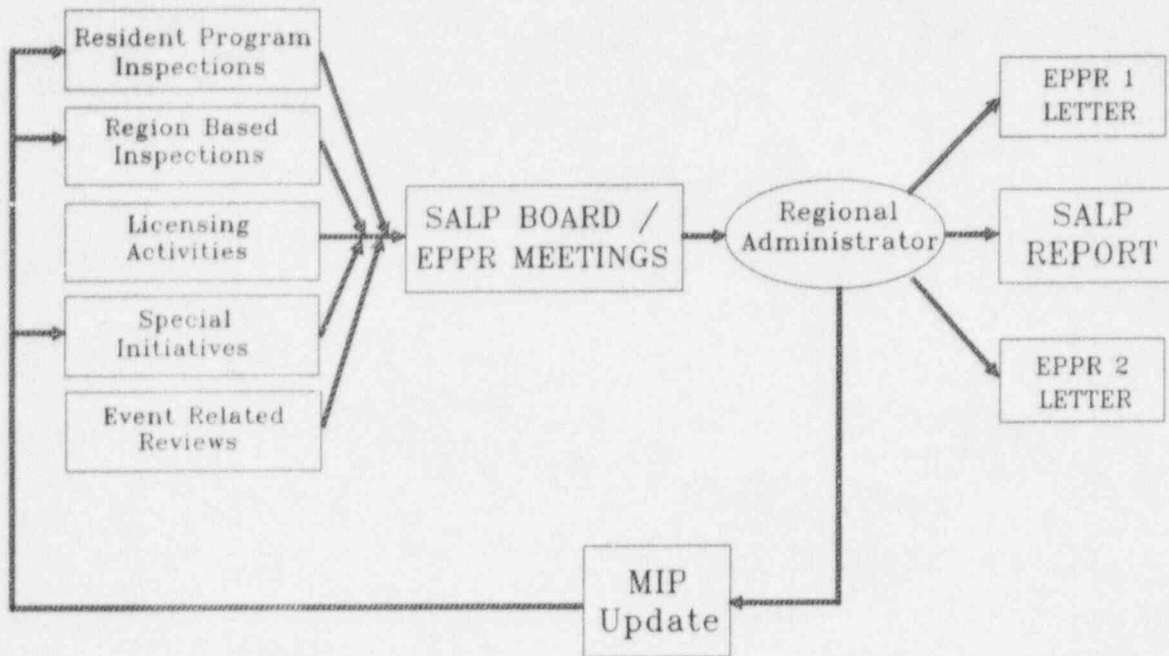 Resident Program
Inspections
Region Based
Inspections
Licensing
Activities
Special
Initiatives
Event Related
Reviews
SALP BOARD /
EPPR MEETINGS
Regional
Administrator
EPPR 1
LETTER
SALP
REPORT
EPPR 2
LETTER
MIP
Update